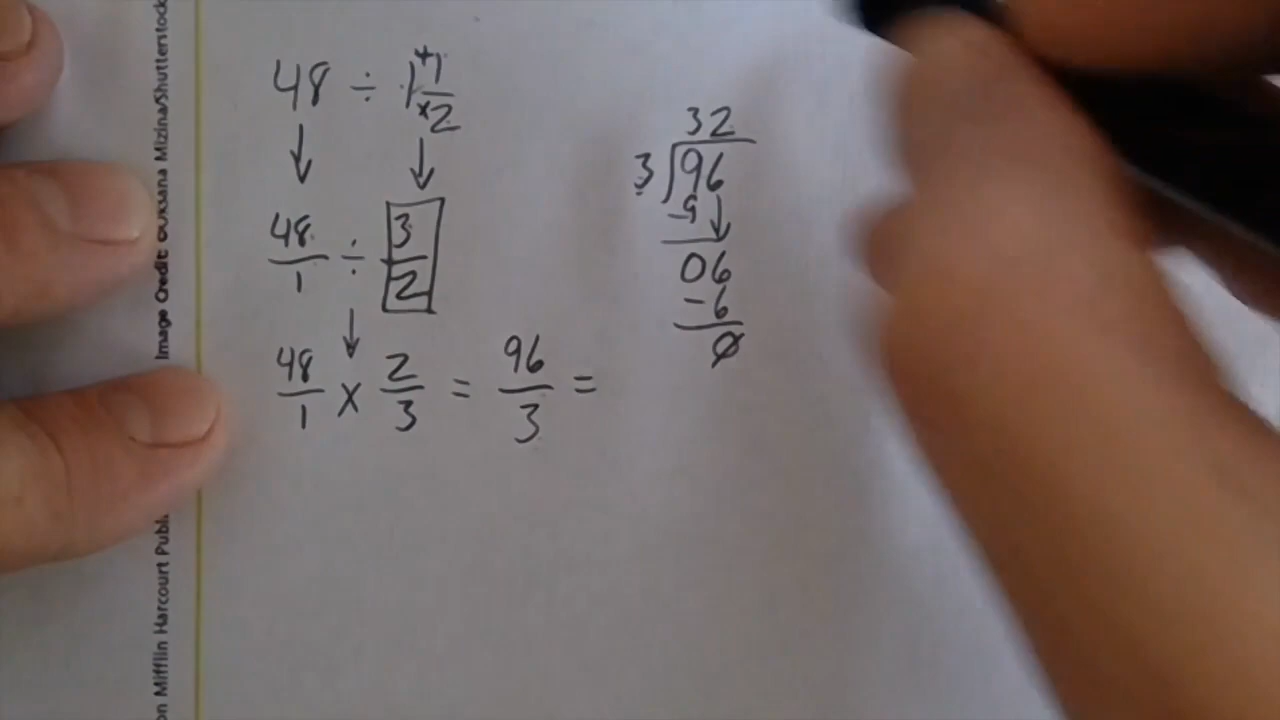 48 ÷ 1 1/2
48/1 ÷ 3/2
48/1 x 2/3 = 96/3 =
32
3 96
-9
06
-6
0
on Mifflin Harcourt Publ
Image Credit: Mizina/Shutterstock